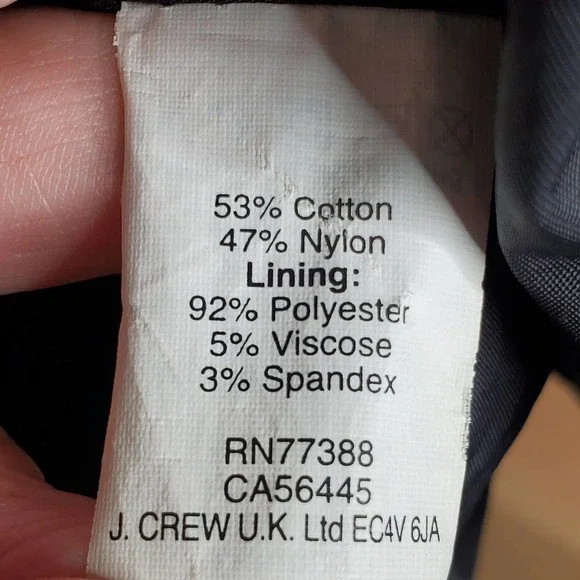 53% Cotton
47% Nylon
Lining:
92% Polyester
5% Viscose
3% Spandex
RN77388
CA56445
J. CREW U.K. Ltd EC4V 6JA